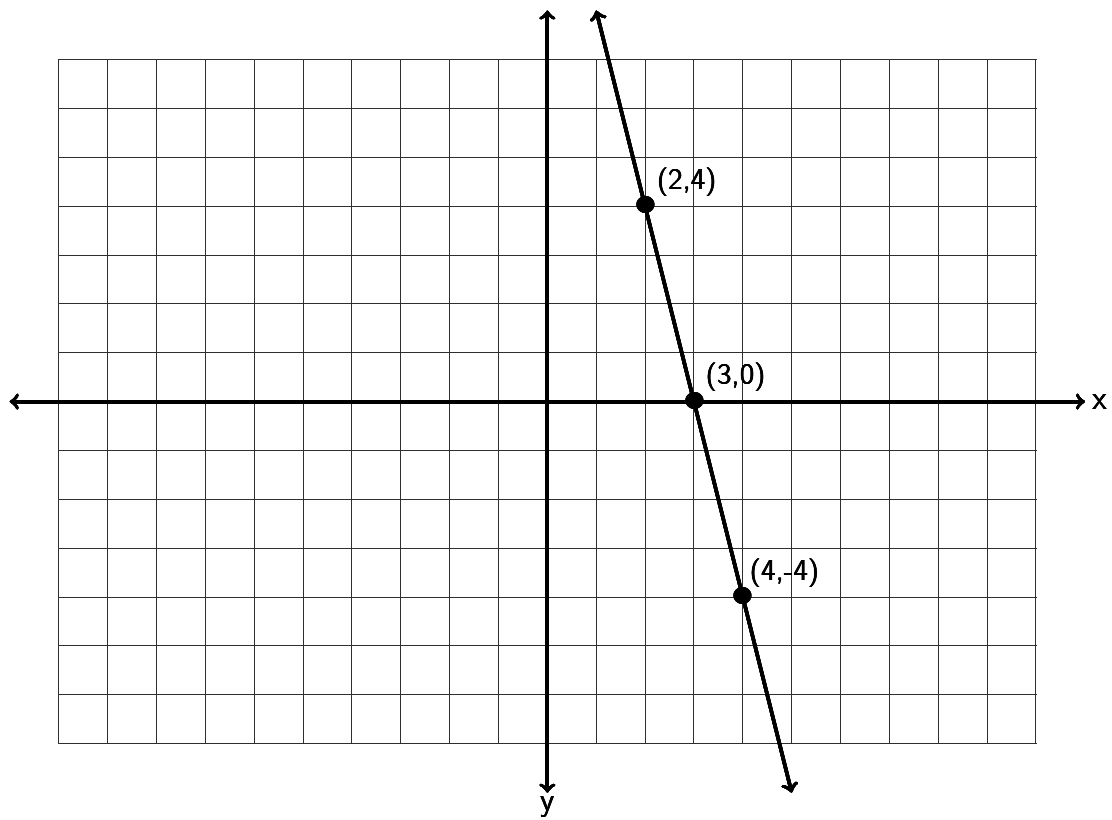 (2,4)
(3,0)
x
(4,-4)
y